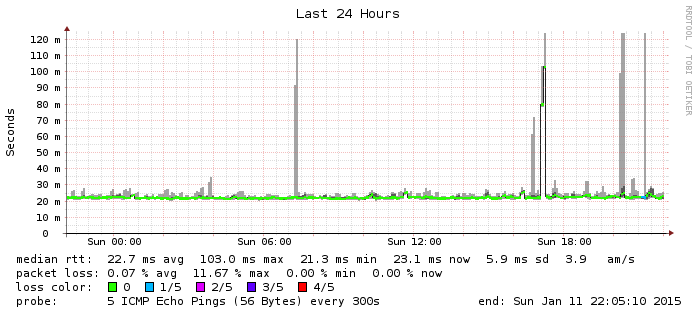 Last 24 Hours
RRDTOOL / TOBI OETIKER
Seconds
120 m
110 m
100 m
90 m
80 m
70 m
60 m
50 m
40 m
30 m
20 m
10 m
0
Sun 00:00 Sun 06:00 Sun 12:00 Sun 18:00
median rtt: 22.7 ms avg 103.0 ms max 21.3 ms min 23.1 ms now 5.9 ms sd 3.9 am/s
packet loss: 0.07 % avg 11.67 % max 0.00 % min 0.00 % now
loss color: 0 1/5 2/5 3/5 4/5
probe: 5 ICMP Echo Pings (56 Bytes) every 300s end: Sun Jan 11 22:05:10 2015